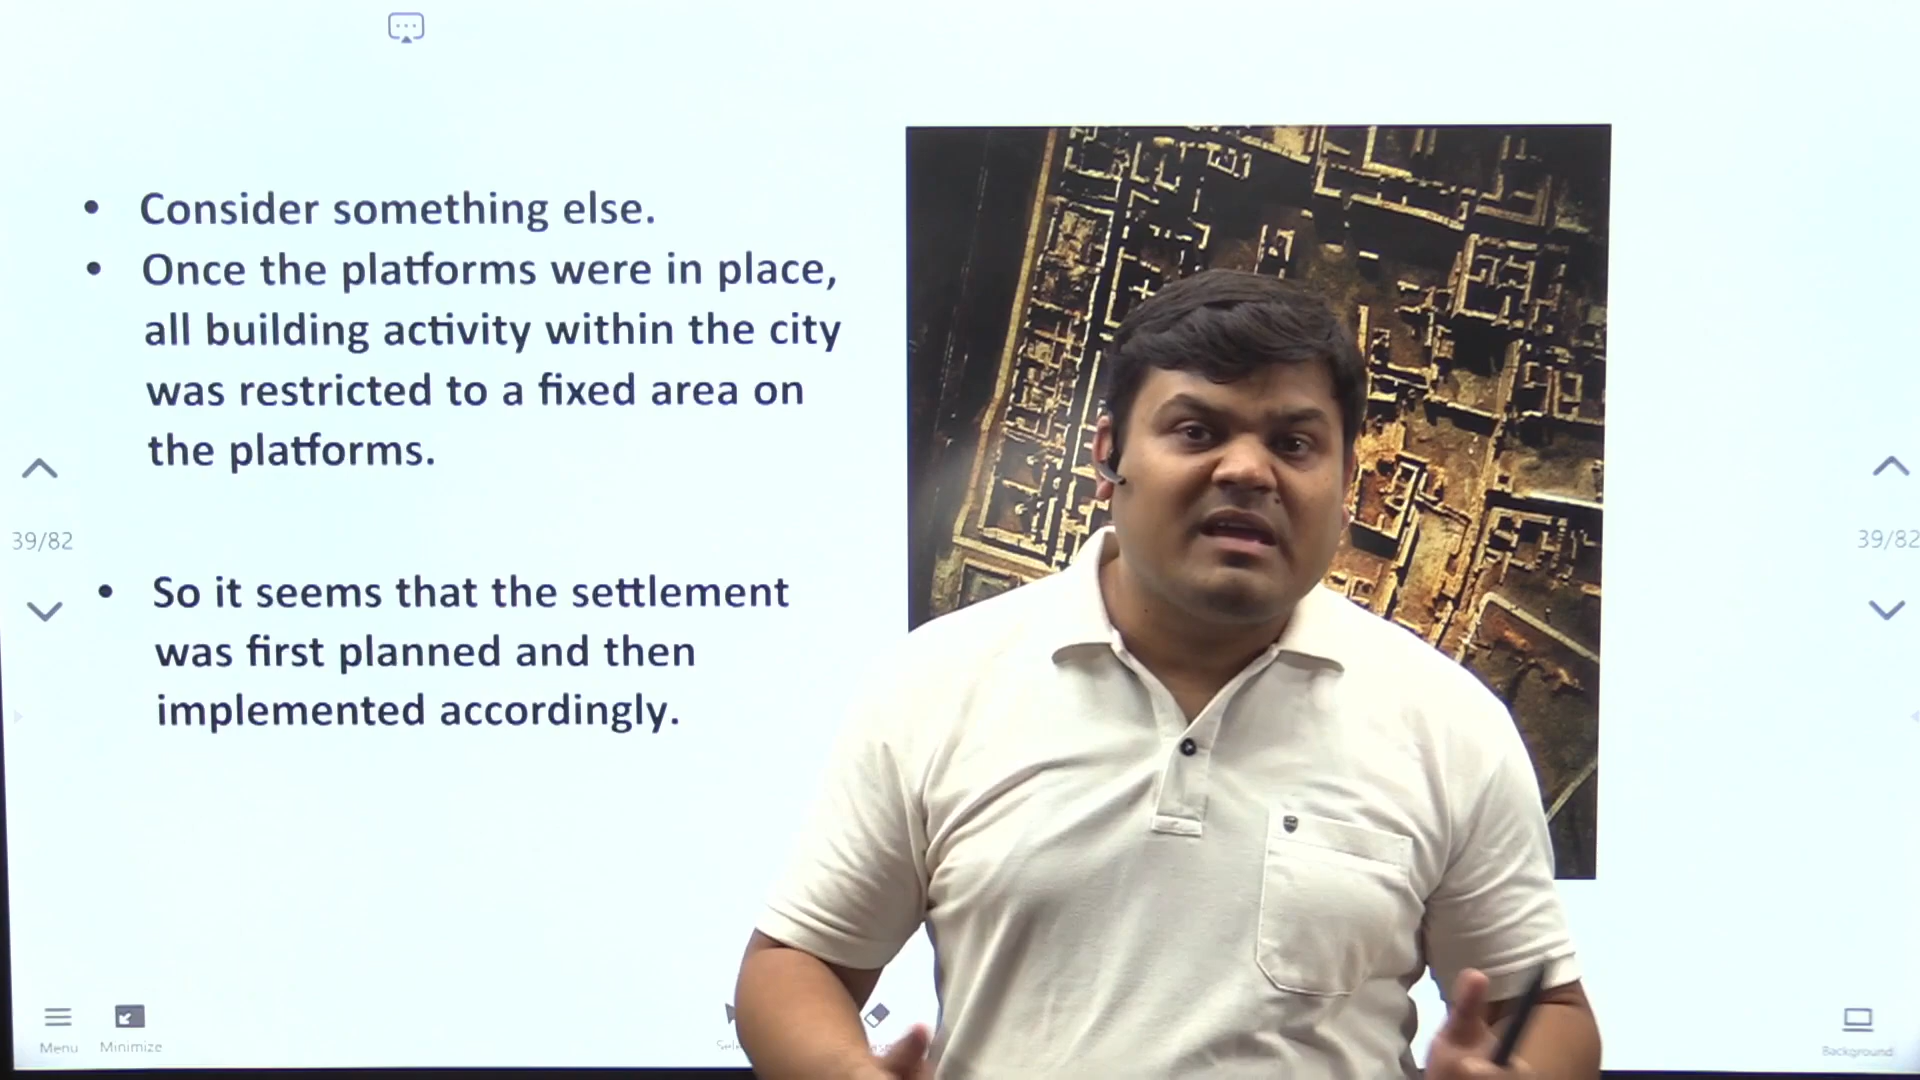 • Consider something else.
• Once the platforms were in place,
all building activity within the city
was restricted to a fixed area on
the platforms.
39/82
39/82
• So it seems that the settlement
was first planned and then
implemented accordingly.
Menu
Minimize
Background